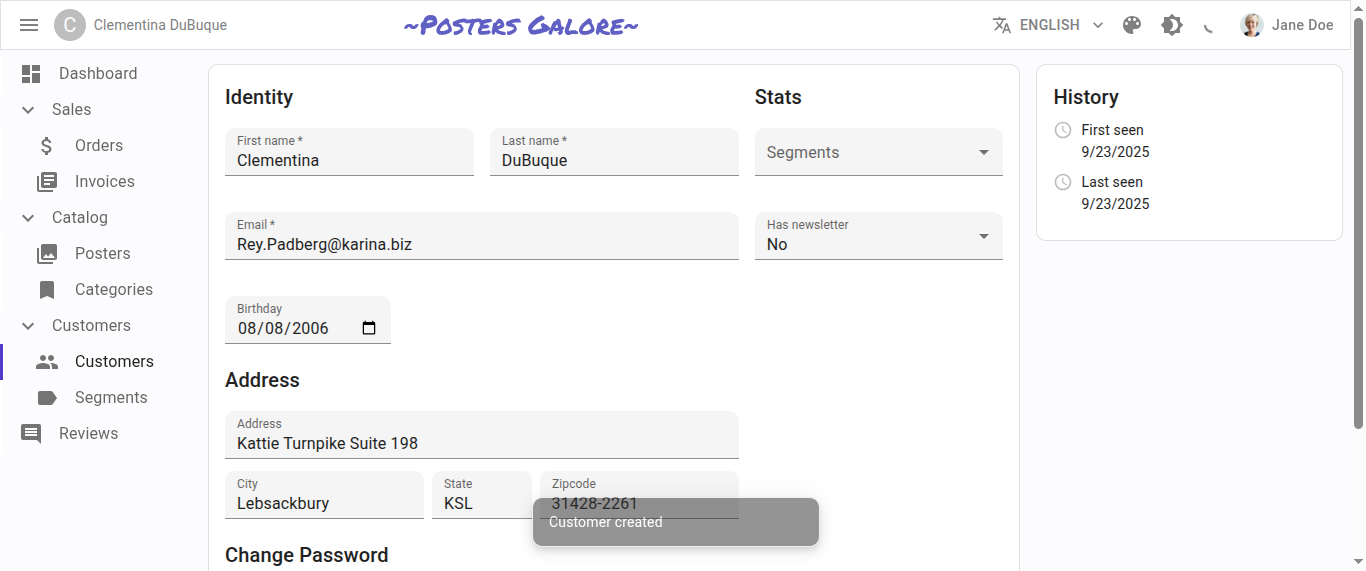 C Clementina DuBuque
~Posters Galore~
ENGLISH
Jane Doe
Dashboard
Sales
Orders
Invoices
Catalog
Posters
Categories
Customers
Customers
Segments
Reviews
Identity
First name *
Clementina
Last name *
DuBuque
Email *
Rey.Padberg@karina.biz
Birthday
08/08/2006
Stats
Segments
Has newsletter
No
Address
Address
Kattie Turnpike Suite 198
City
Lebsackbury
State
KSL
Zipcode
31428-2261
Customer created
Change Password
History
First seen
9/23/2025
Last seen
9/23/2025